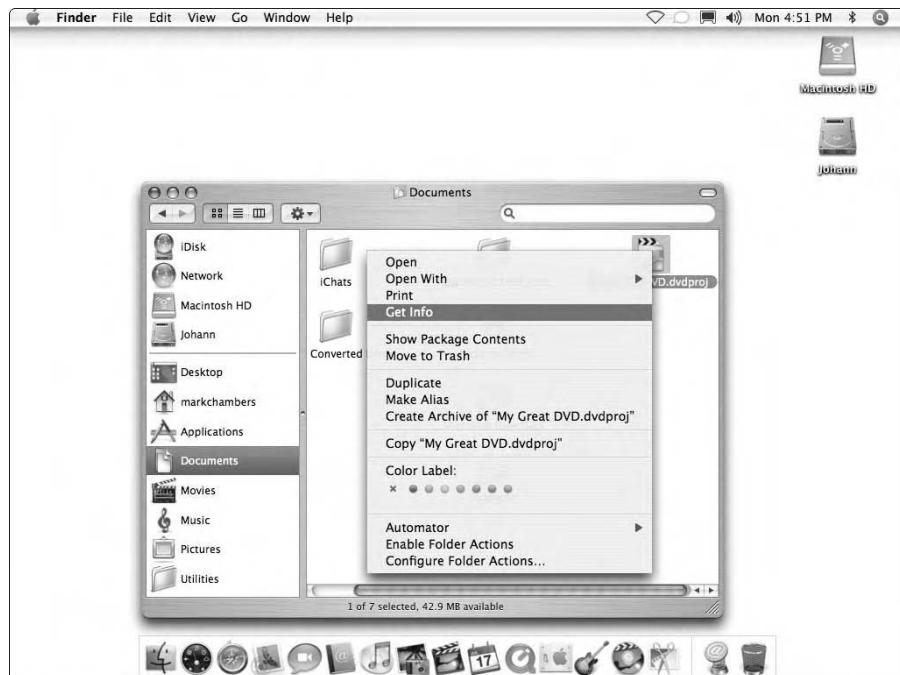 Finder File Edit View Go Window Help Mon 4:51 PM
Macintosh HD
Johann
Documents
iDisk
Network
Macintosh HD
Johann
Desktop
markchambers
Applications
Documents
Movies
Music
Pictures
Utilities
iChats
VD.dvdproj
Converted
Open
Open With
Print
Get Info
Show Package Contents
Move to Trash
Duplicate
Make Alias
Create Archive of “My Great DVD.dvdproj”
Copy “My Great DVD.dvdproj”
Color Label:
Automator
Enable Folder Actions
Configure Folder Actions...
1 of 7 selected, 42.9 MB available
17